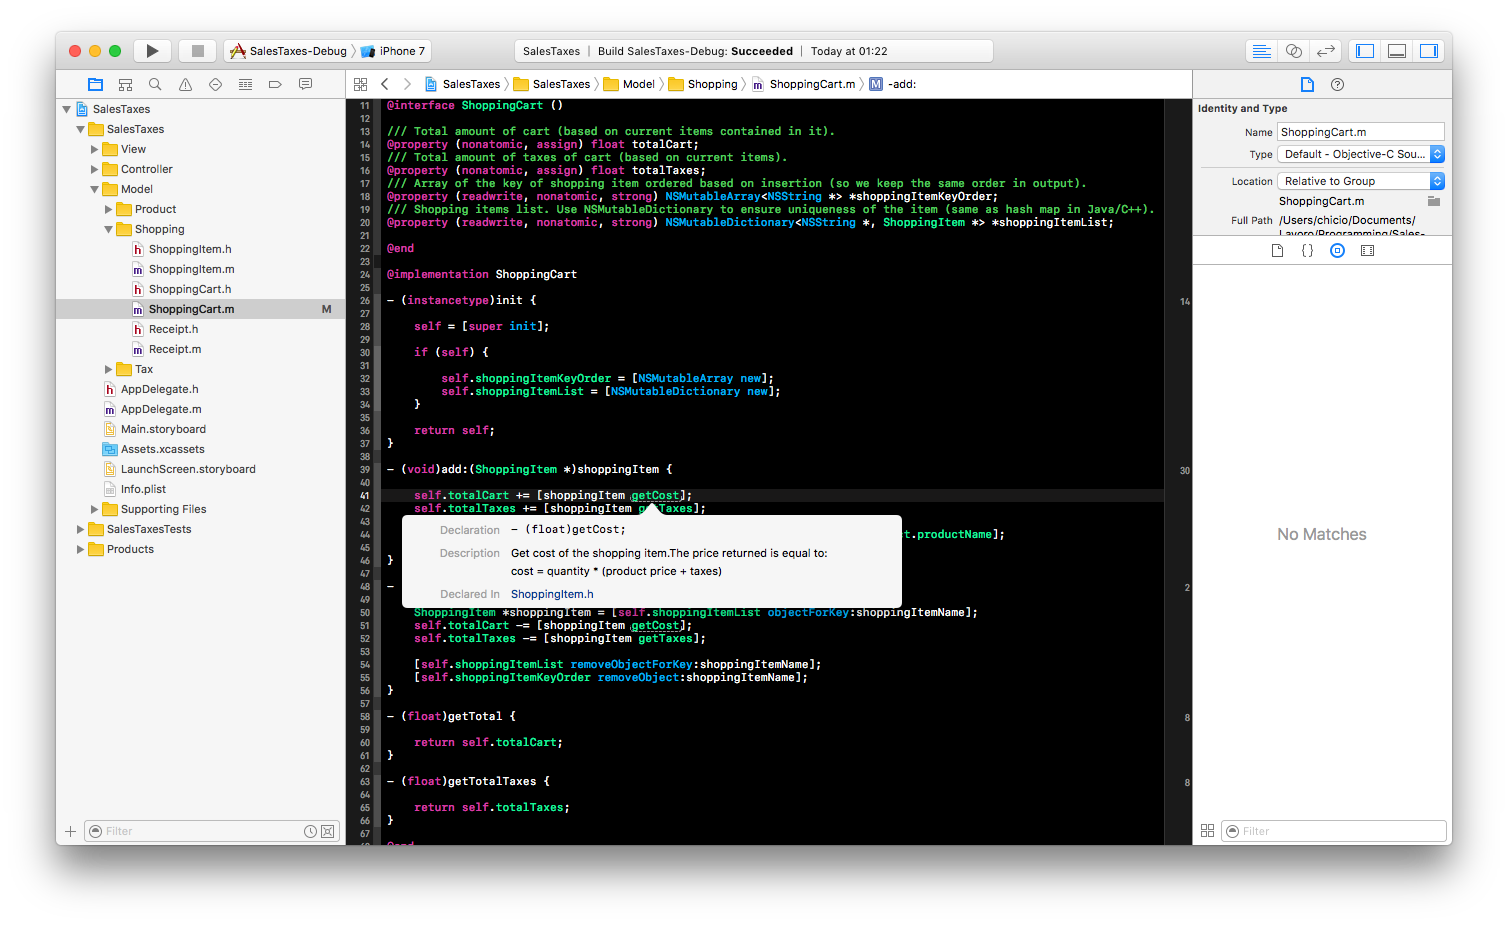 SalesTaxes-Debug iPhone 7
SalesTaxes | Build SalesTaxes-Debug: Succeeded | Today at 01:22
SalesTaxes
SalesTaxes
View
Controller
Model
Product
Shopping
ShoppingItem.h
ShoppingItem.m
ShoppingCart.h
ShoppingCart.m M
Receipt.h
Receipt.m
Tax
AppDelegate.h
AppDelegate.m
Main.storyboard
Assets.xcassets
LaunchScreen.storyboard
Info.plist
Supporting Files
SalesTaxesTests
Products
Filter
SalesTaxes SalesTaxes Model Shopping m ShoppingCart.m M -add:
11 @interface ShoppingCart ()
12
13 /// Total amount of cart (based on current items contained in it).
14 @property (nonatomic, assign) float totalCart;
15 /// Total amount of taxes of cart (based on current items).
16 @property (nonatomic, assign) float totalTaxes;
17 /// Array of the key of shopping item ordered based on insertion (so we keep the same order in output).
18 @property (readwrite, nonatomic, strong) NSMutableArray<NSString *> *shoppingItemKeyOrder;
19 /// Shopping items list. Use NSMutableDictionary to ensure uniqueness of the item (same as hash map in Java/C++).
20 @property (readwrite, nonatomic, strong) NSMutableDictionary<NSString *, ShoppingItem *> *shoppingItemList;
21
22 @end
23
24 @implementation ShoppingCart
25
26 - (instancetype)init { 14
27
28 self = [super init];
29
30 if (self) {
31
32 self.shoppingItemKeyOrder = [NSMutableArray new];
33 self.shoppingItemList = [NSMutableDictionary new];
34 }
35
36 return self;
37 }
38
39 - (void)add:(ShoppingItem *)shoppingItem { 30
40
41 self.totalCart += [shoppingItem getCost];
42 self.totalTaxes += [shoppingItem getTaxes];
43
44 t.productName];
45
46 }
47
48 - 2
49
50 ShoppingItem *shoppingItem = [self.shoppingItemList objectForKey:shoppingItemName];
51 self.totalCart -= [shoppingItem getCost];
52 self.totalTaxes -= [shoppingItem getTaxes];
53
54 [self.shoppingItemList removeObjectForKey:shoppingItemName];
55 [self.shoppingItemKeyOrder removeObject:shoppingItemName];
56 }
57
58 - (float)getTotal { 8
59
60 return self.totalCart;
61 }
62
63 - (float)getTotalTaxes { 8
64
65 return self.totalTaxes;
66 }
67
68 @end
Declaration - (float)getCost;
Description Get cost of the shopping item.The price returned is equal to:
cost = quantity * (product price + taxes)
Declared In ShoppingItem.h
Identity and Type
Name ShoppingCart.m
Type Default - Objective-C Sou...
Location Relative to Group
ShoppingCart.m
Full Path /Users/chicio/Documents/
Lavoro/Programming/Sales-
No Matches
Filter